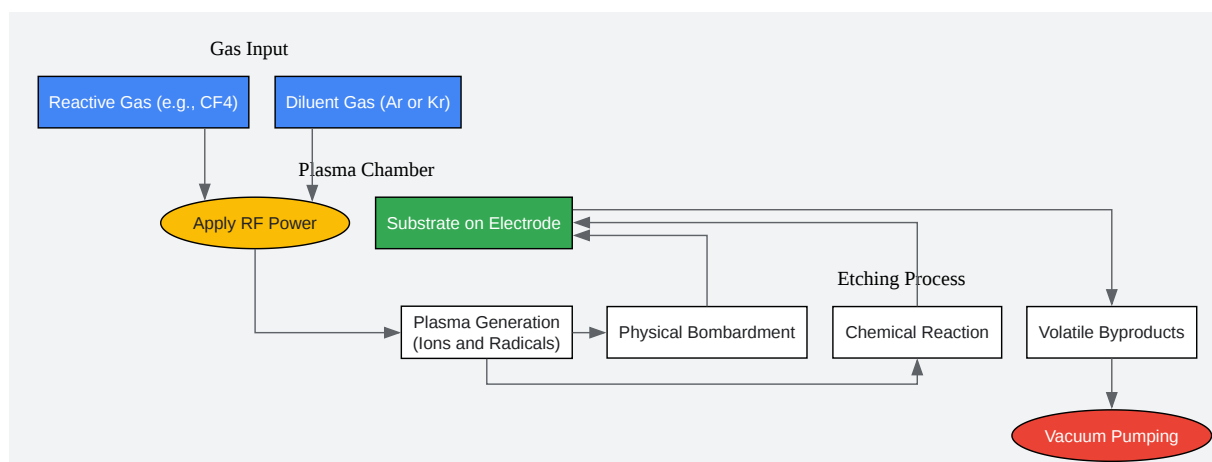 Gas Input
Reactive Gas (e.g., CF4)
Diluent Gas (Ar or Kr)
Plasma Chamber
Apply RF Power
Substrate on Electrode
Etching Process
Plasma Generation
(Ions and Radicals)
Physical Bombardment
Chemical Reaction
Volatile Byproducts
Vacuum Pumping